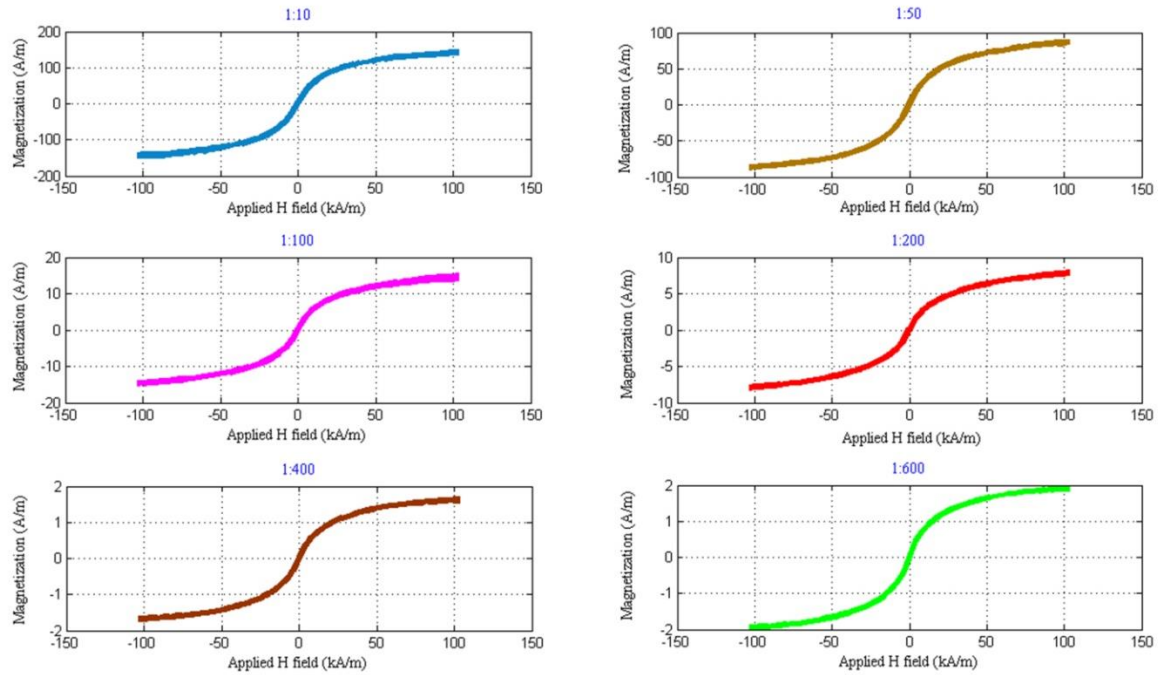 1:10
Magnetization (A/m)
200
100
0
-100
-200
-150 -100 -50 0 50 100 150
Applied H field (kA/m)
1:50
Magnetization (A/m)
100
50
0
-50
-100
-150 -100 -50 0 50 100 150
Applied H field (kA/m)
1:100
Magnetization (A/m)
20
10
0
-10
-20
-150 -100 -50 0 50 100 150
Applied H field (kA/m)
1:200
Magnetization (A/m)
10
5
0
-5
-10
-150 -100 -50 0 50 100 150
Applied H field (kA/m)
1:400
Magnetization (A/m)
2
1
0
-1
-2
-150 -100 -50 0 50 100 150
Applied H field (kA/m)
1:600
Magnetization (A/m)
2
1
0
-1
-2
-150 -100 -50 0 50 100 150
Applied H field (kA/m)